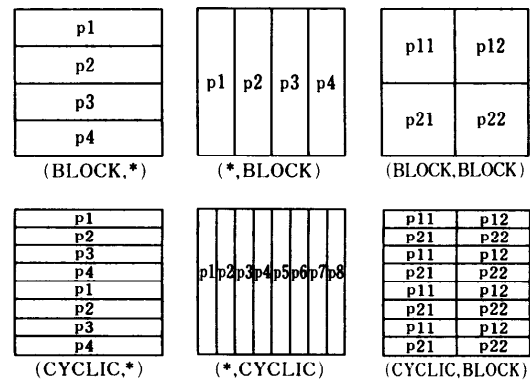 p1
p2
p3
p4
(BLOCK,*)
p1 p2 p3 p4
(*,BLOCK)
p11 p12
p21 p22
(BLOCK,BLOCK)
p1
p2
p3
p4
p1
p2
p3
p4
(CYCLIC,*)
p1 p2 p3 p4 p5 p6 p7 p8
(*,CYCLIC)
p11 p12
p21 p22
p11 p12
p21 p22
p11 p12
p21 p22
p11 p12
p21 p22
(CYCLIC,BLOCK)